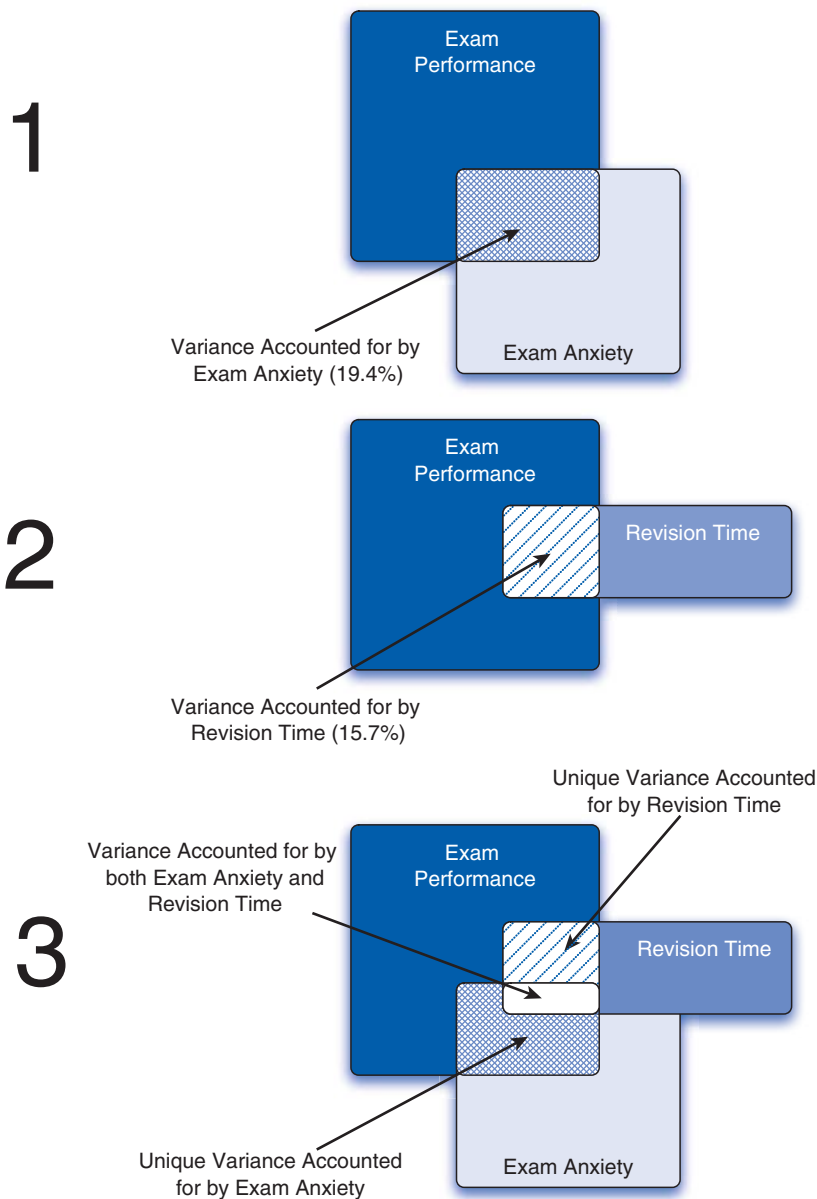 1
Exam
Performance
Variance Accounted for by
Exam Anxiety (19.4%)
Exam Anxiety
2
Exam
Performance
Revision Time
Variance Accounted for by
Revision Time (15.7%)
3
Unique Variance Accounted
for by Revision Time
Variance Accounted for by
both Exam Anxiety and
Revision Time
Exam
Performance
Revision Time
Unique Variance Accounted
for by Exam Anxiety
Exam Anxiety